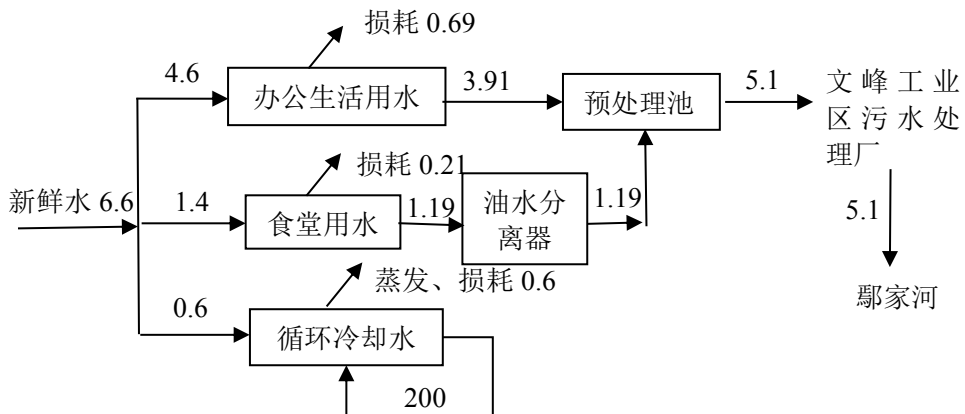 损耗 0.69
4.6
办公生活用水
3.91
预处理池
5.1
文峰工业
区污水处
理厂
损耗 0.21
新鲜水 6.6
1.4
食堂用水
1.19
油水分
离器
1.19
5.1
蒸发、损耗 0.6
鄢家河
0.6
循环冷却水
200